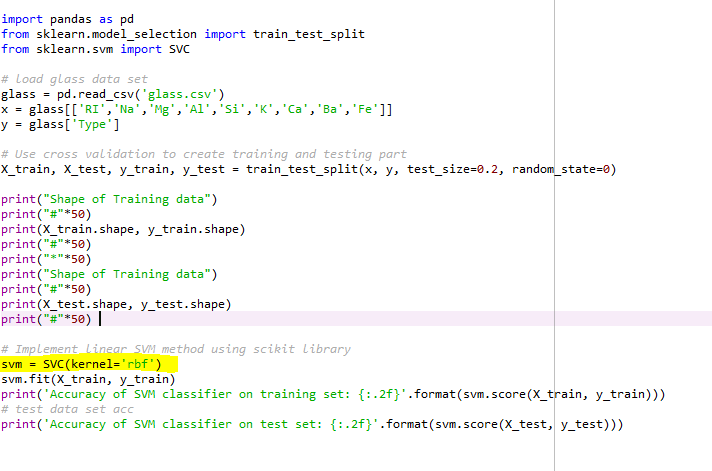 import pandas as pd
from sklearn.model_selection import train_test_split
from sklearn.svm import SVC
# load glass data set
glass = pd.read_csv('glass.csv')
x = glass[['RI','Na','Mg','Al','Si','K','Ca','Ba','Fe']]
y = glass['Type']
# Use cross validation to create training and testing part
X_train, X_test, y_train, y_test = train_test_split(x, y, test_size=0.2, random_state=0)
print("Shape of Training data")
print("#"*50)
print(X_train.shape, y_train.shape)
print("#"*50)
print("*"*50)
print("Shape of Training data")
print("#"*50)
print(X_test.shape, y_test.shape)
print("#"*50)
# Implement linear SVM method using scikit library
svm = SVC(kernel='rbf')
svm.fit(X_train, y_train)
print('Accuracy of SVM classifier on training set: {:.2f}'.format(svm.score(X_train, y_train)))
# test data set acc
print('Accuracy of SVM classifier on test set: {:.2f}'.format(svm.score(X_test, y_test)))